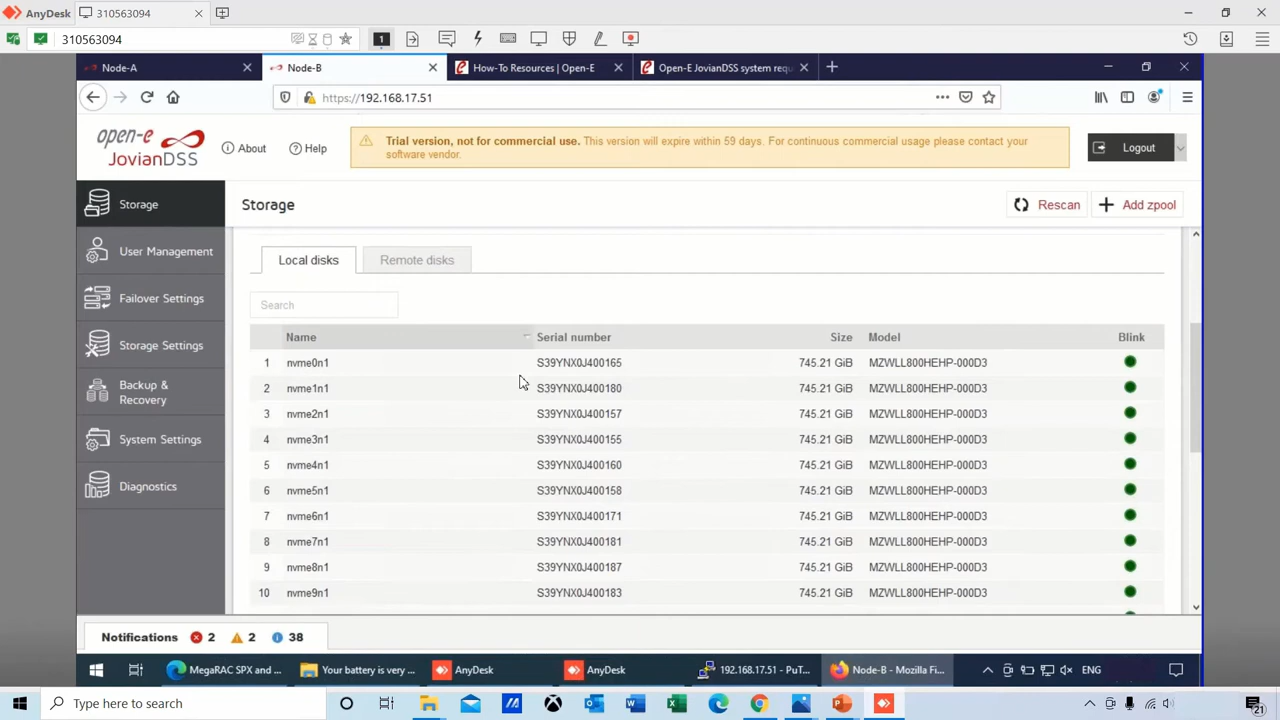 AnyDesk
310563094
310563094
1
Node-A
Node-B
How-To Resources | Open-E
Open-E JovianDSS system requ
https://192.168.17.51
open-e
JovianDSS
About
Help
Trial version, not for commercial use. This version will expire within 59 days. For continuous commercial usage please contact your
software vendor.
Logout
Storage
User Management
Failover Settings
Storage Settings
Backup &
Recovery
System Settings
Diagnostics
Storage
Rescan
Add zpool
Local disks
Remote disks
Search
Name Serial number Size Model Blink
1 nvme0n1 S39YNX0J400165 745.21 GiB MZWLL800HEHP-000D3
2 nvme1n1 S39YNX0J400180 745.21 GiB MZWLL800HEHP-000D3
3 nvme2n1 S39YNX0J400157 745.21 GiB MZWLL800HEHP-000D3
4 nvme3n1 S39YNX0J400155 745.21 GiB MZWLL800HEHP-000D3
5 nvme4n1 S39YNX0J400160 745.21 GiB MZWLL800HEHP-000D3
6 nvme5n1 S39YNX0J400158 745.21 GiB MZWLL800HEHP-000D3
7 nvme6n1 S39YNX0J400171 745.21 GiB MZWLL800HEHP-000D3
8 nvme7n1 S39YNX0J400181 745.21 GiB MZWLL800HEHP-000D3
9 nvme8n1 S39YNX0J400187 745.21 GiB MZWLL800HEHP-000D3
10 nvme9n1 S39YNX0J400183 745.21 GiB MZWLL800HEHP-000D3
Notifications 2 2 38
MegaRAC SPX and ...
Your battery is very ...
AnyDesk
AnyDesk
192.168.17.51 - PuT...
Node-B - Mozilla Fi...
ENG
Type here to search
21